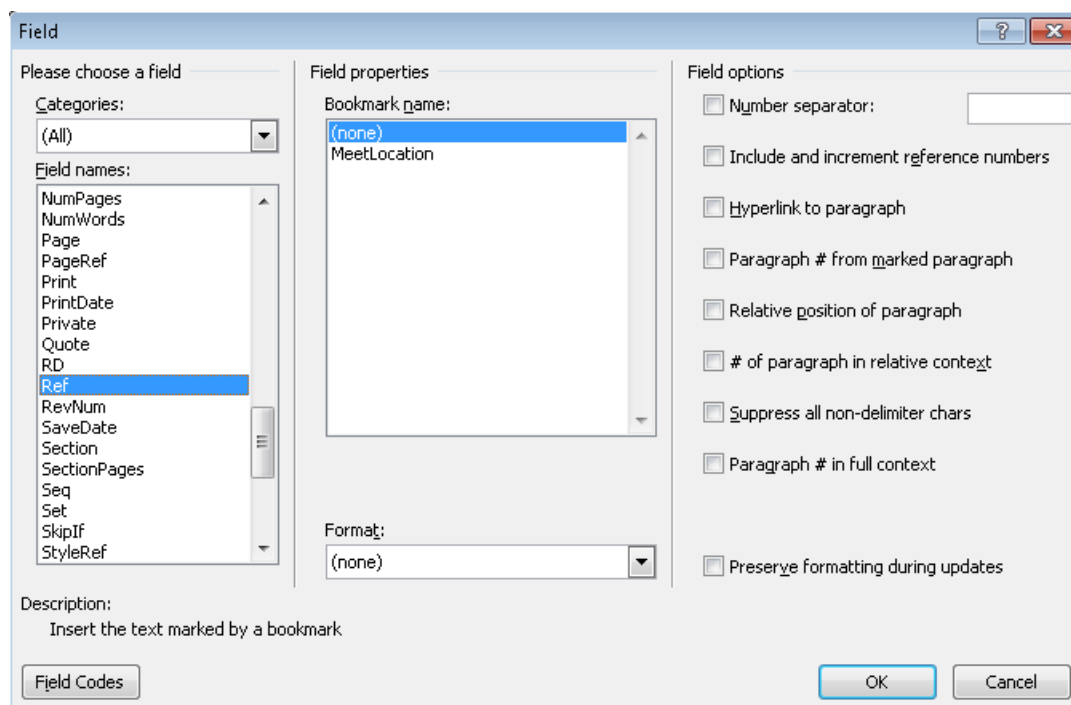 Field
Please choose a field
Categories:
(All)
Field names:
NumPages
NumWords
Page
PageRef
Print
PrintDate
Private
Quote
RD
Ref
RevNum
SaveDate
Section
SectionPages
Seq
Set
SkipIf
StyleRef
Field properties
Bookmark name:
(none)
MeetLocation
Format:
(none)
Field options
Number separator:
Include and increment reference numbers
Hyperlink to paragraph
Paragraph # from marked paragraph
Relative position of paragraph
# of paragraph in relative context
Suppress all non-delimiter chars
Paragraph # in full context
Preserve formatting during updates
Description:
Insert the text marked by a bookmark
Field Codes
OK
Cancel